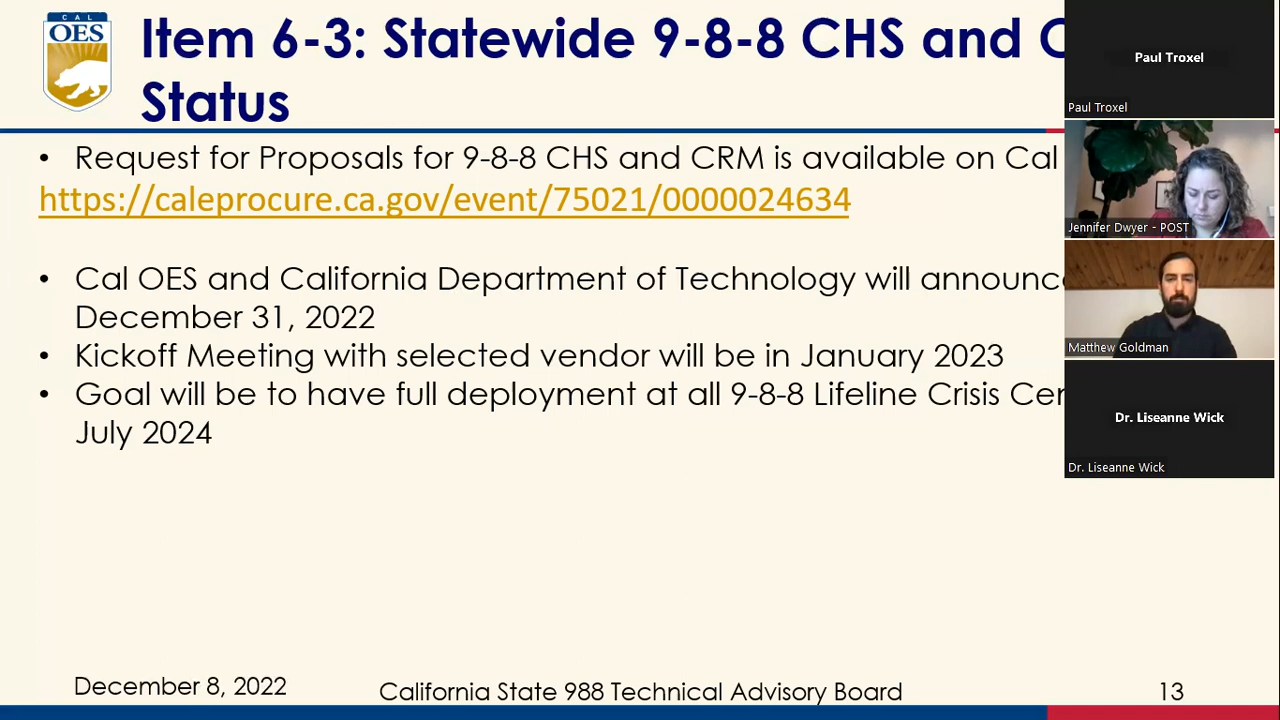 CAL
OES
Item 6-3: Statewide 9-8-8 CHS and
Status
• Request for Proposals for 9-8-8 CHS and CRM is available on Cal
https://caleprocure.ca.gov/event/75021/0000024634
• Cal OES and California Department of Technology will announc
December 31, 2022
• Kickoff Meeting with selected vendor will be in January 2023
• Goal will be to have full deployment at all 9-8-8 Lifeline Crisis Cen
July 2024
December 8, 2022
California State 988 Technical Advisory Board
13
Paul Troxel
Paul Troxel
Jennifer Dwyer - POST
Matthew Goldman
Dr. Liseanne Wick
Dr. Liseanne Wick